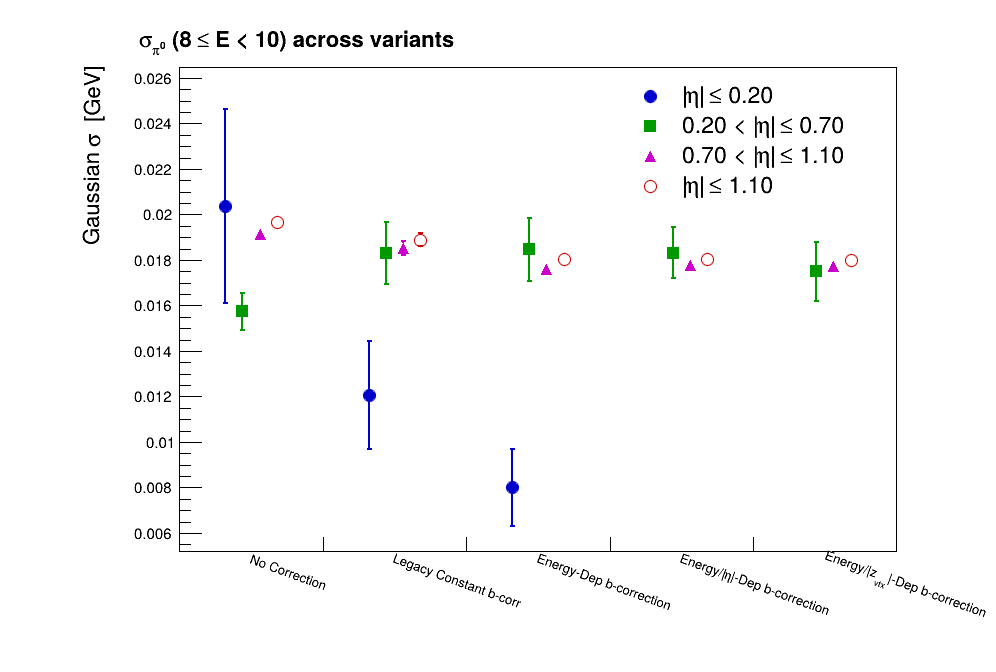 σπ⁰ (8 ≤ E < 10) across variants
Gaussian σ [GeV]
0.026
0.024
0.022
0.02
0.018
0.016
0.014
0.012
0.01
0.008
0.006
|η| ≤ 0.20
0.20 < |η| ≤ 0.70
0.70 < |η| ≤ 1.10
|η| ≤ 1.10
No Correction
Legacy Constant b-corr
Energy-Dep b-correction
Energy/|η|-Dep b-correction
Energy/|z_vtx|-Dep b-correction